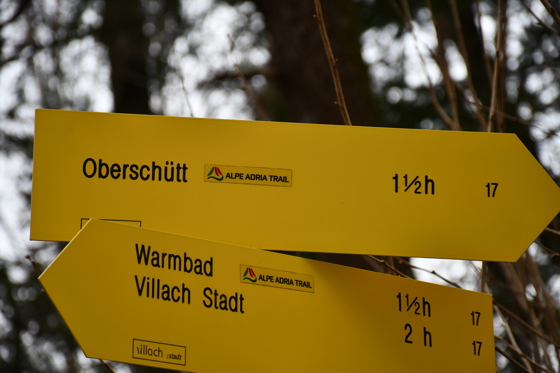 Oberschütt ALPE ADRIA TRAIL 1½h 17
Warmbad ALPE ADRIA TRAIL 1½h 17
Villach Stadt 2 h 17
villach :stadt